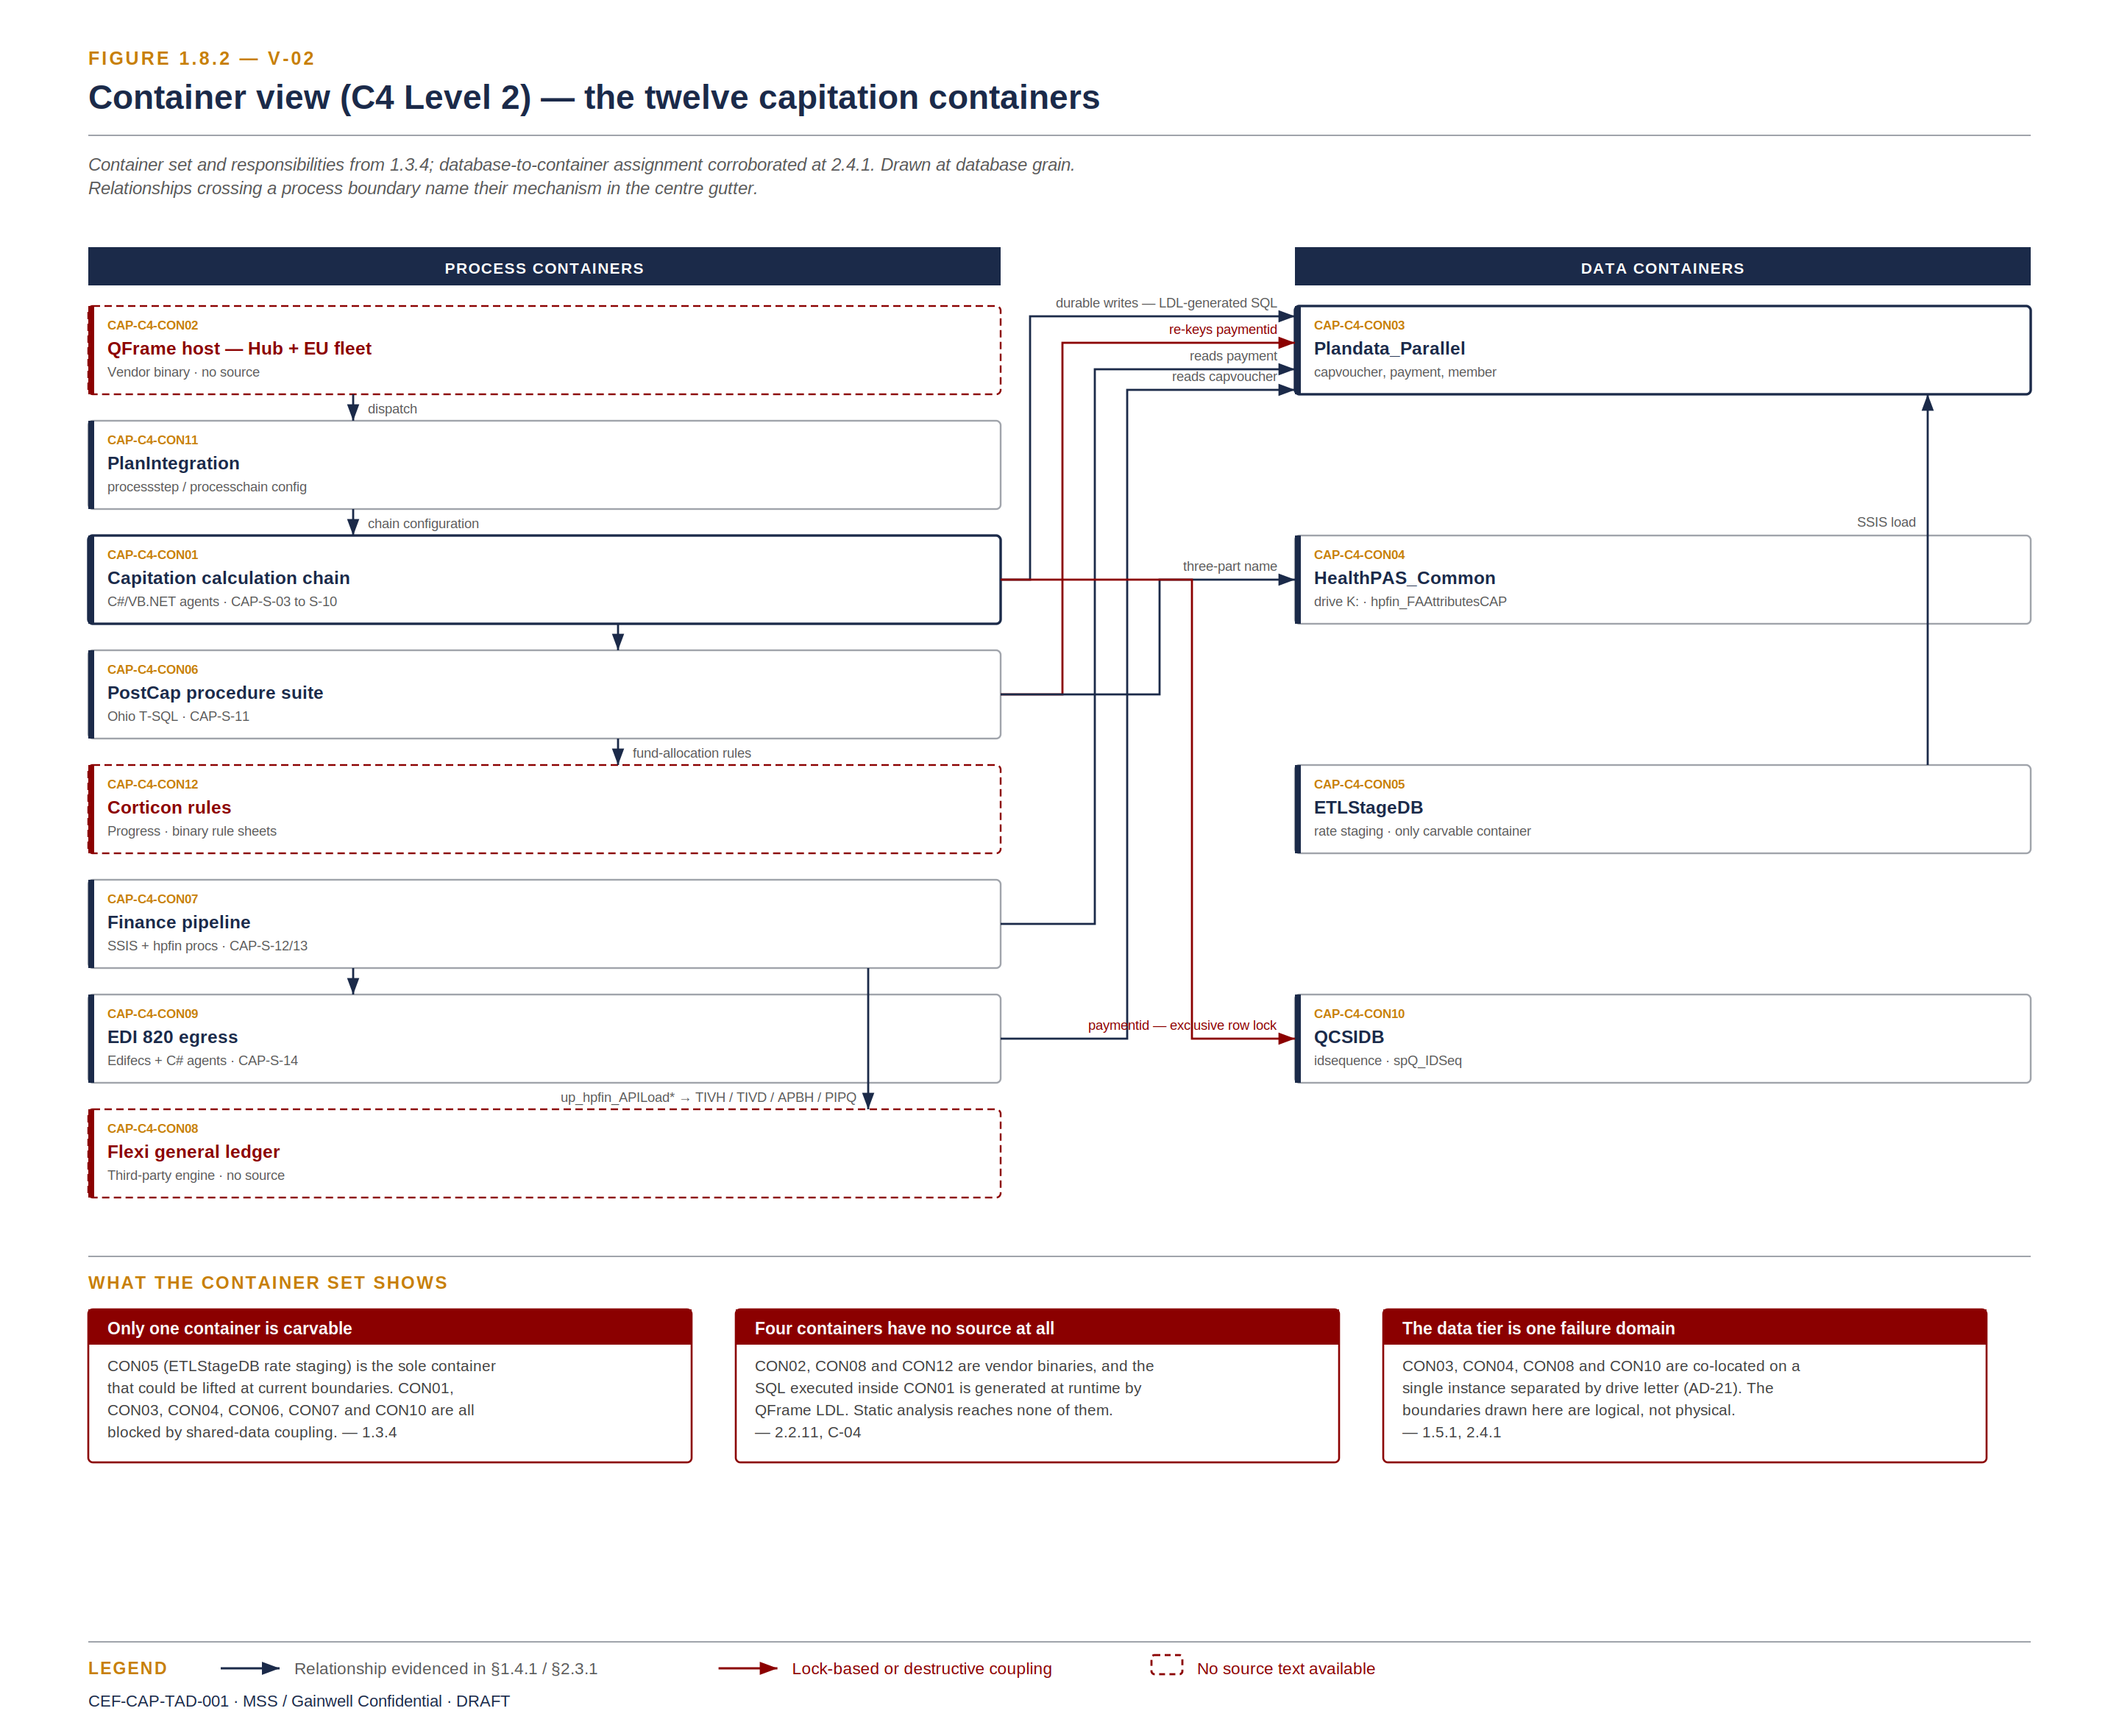 FIGURE 1.8.2 — V-02
Container view (C4 Level 2) — the twelve capitation containers
Container set and responsibilities from 1.3.4; database-to-container assignment corroborated at 2.4.1. Drawn at database grain.
Relationships crossing a process boundary name their mechanism in the centre gutter.
PROCESS CONTAINERS
CAP-C4-CON02
QFrame host — Hub + EU fleet
Vendor binary · no source
dispatch
CAP-C4-CON11
PlanIntegration
processstep / processchain config
chain configuration
CAP-C4-CON01
Capitation calculation chain
C#/VB.NET agents · CAP-S-03 to S-10
CAP-C4-CON06
PostCap procedure suite
Ohio T-SQL · CAP-S-11
fund-allocation rules
CAP-C4-CON12
Corticon rules
Progress · binary rule sheets
CAP-C4-CON07
Finance pipeline
SSIS + hpfin procs · CAP-S-12/13
CAP-C4-CON09
EDI 820 egress
Edifecs + C# agents · CAP-S-14
up_hpfin_APILoad* → TIVH / TIVD / APBH / PIPQ
CAP-C4-CON08
Flexi general ledger
Third-party engine · no source
durable writes — LDL-generated SQL
re-keys paymentid
reads payment
reads capvoucher
three-part name
paymentid — exclusive row lock
DATA CONTAINERS
CAP-C4-CON03
Plandata_Parallel
capvoucher, payment, member
SSIS load
CAP-C4-CON04
HealthPAS_Common
drive K: · hpfin_FAAttributesCAP
CAP-C4-CON05
ETLStageDB
rate staging · only carvable container
CAP-C4-CON10
QCSIDB
idsequence · spQ_IDSeq
WHAT THE CONTAINER SET SHOWS
Only one container is carvable
CON05 (ETLStageDB rate staging) is the sole container
that could be lifted at current boundaries. CON01,
CON03, CON04, CON06, CON07 and CON10 are all
blocked by shared-data coupling. — 1.3.4
Four containers have no source at all
CON02, CON08 and CON12 are vendor binaries, and the
SQL executed inside CON01 is generated at runtime by
QFrame LDL. Static analysis reaches none of them.
— 2.2.11, C-04
The data tier is one failure domain
CON03, CON04, CON08 and CON10 are co-located on a
single instance separated by drive letter (AD-21). The
boundaries drawn here are logical, not physical.
— 1.5.1, 2.4.1
LEGEND
Relationship evidenced in §1.4.1 / §2.3.1
Lock-based or destructive coupling
No source text available
CEF-CAP-TAD-001 · MSS / Gainwell Confidential · DRAFT